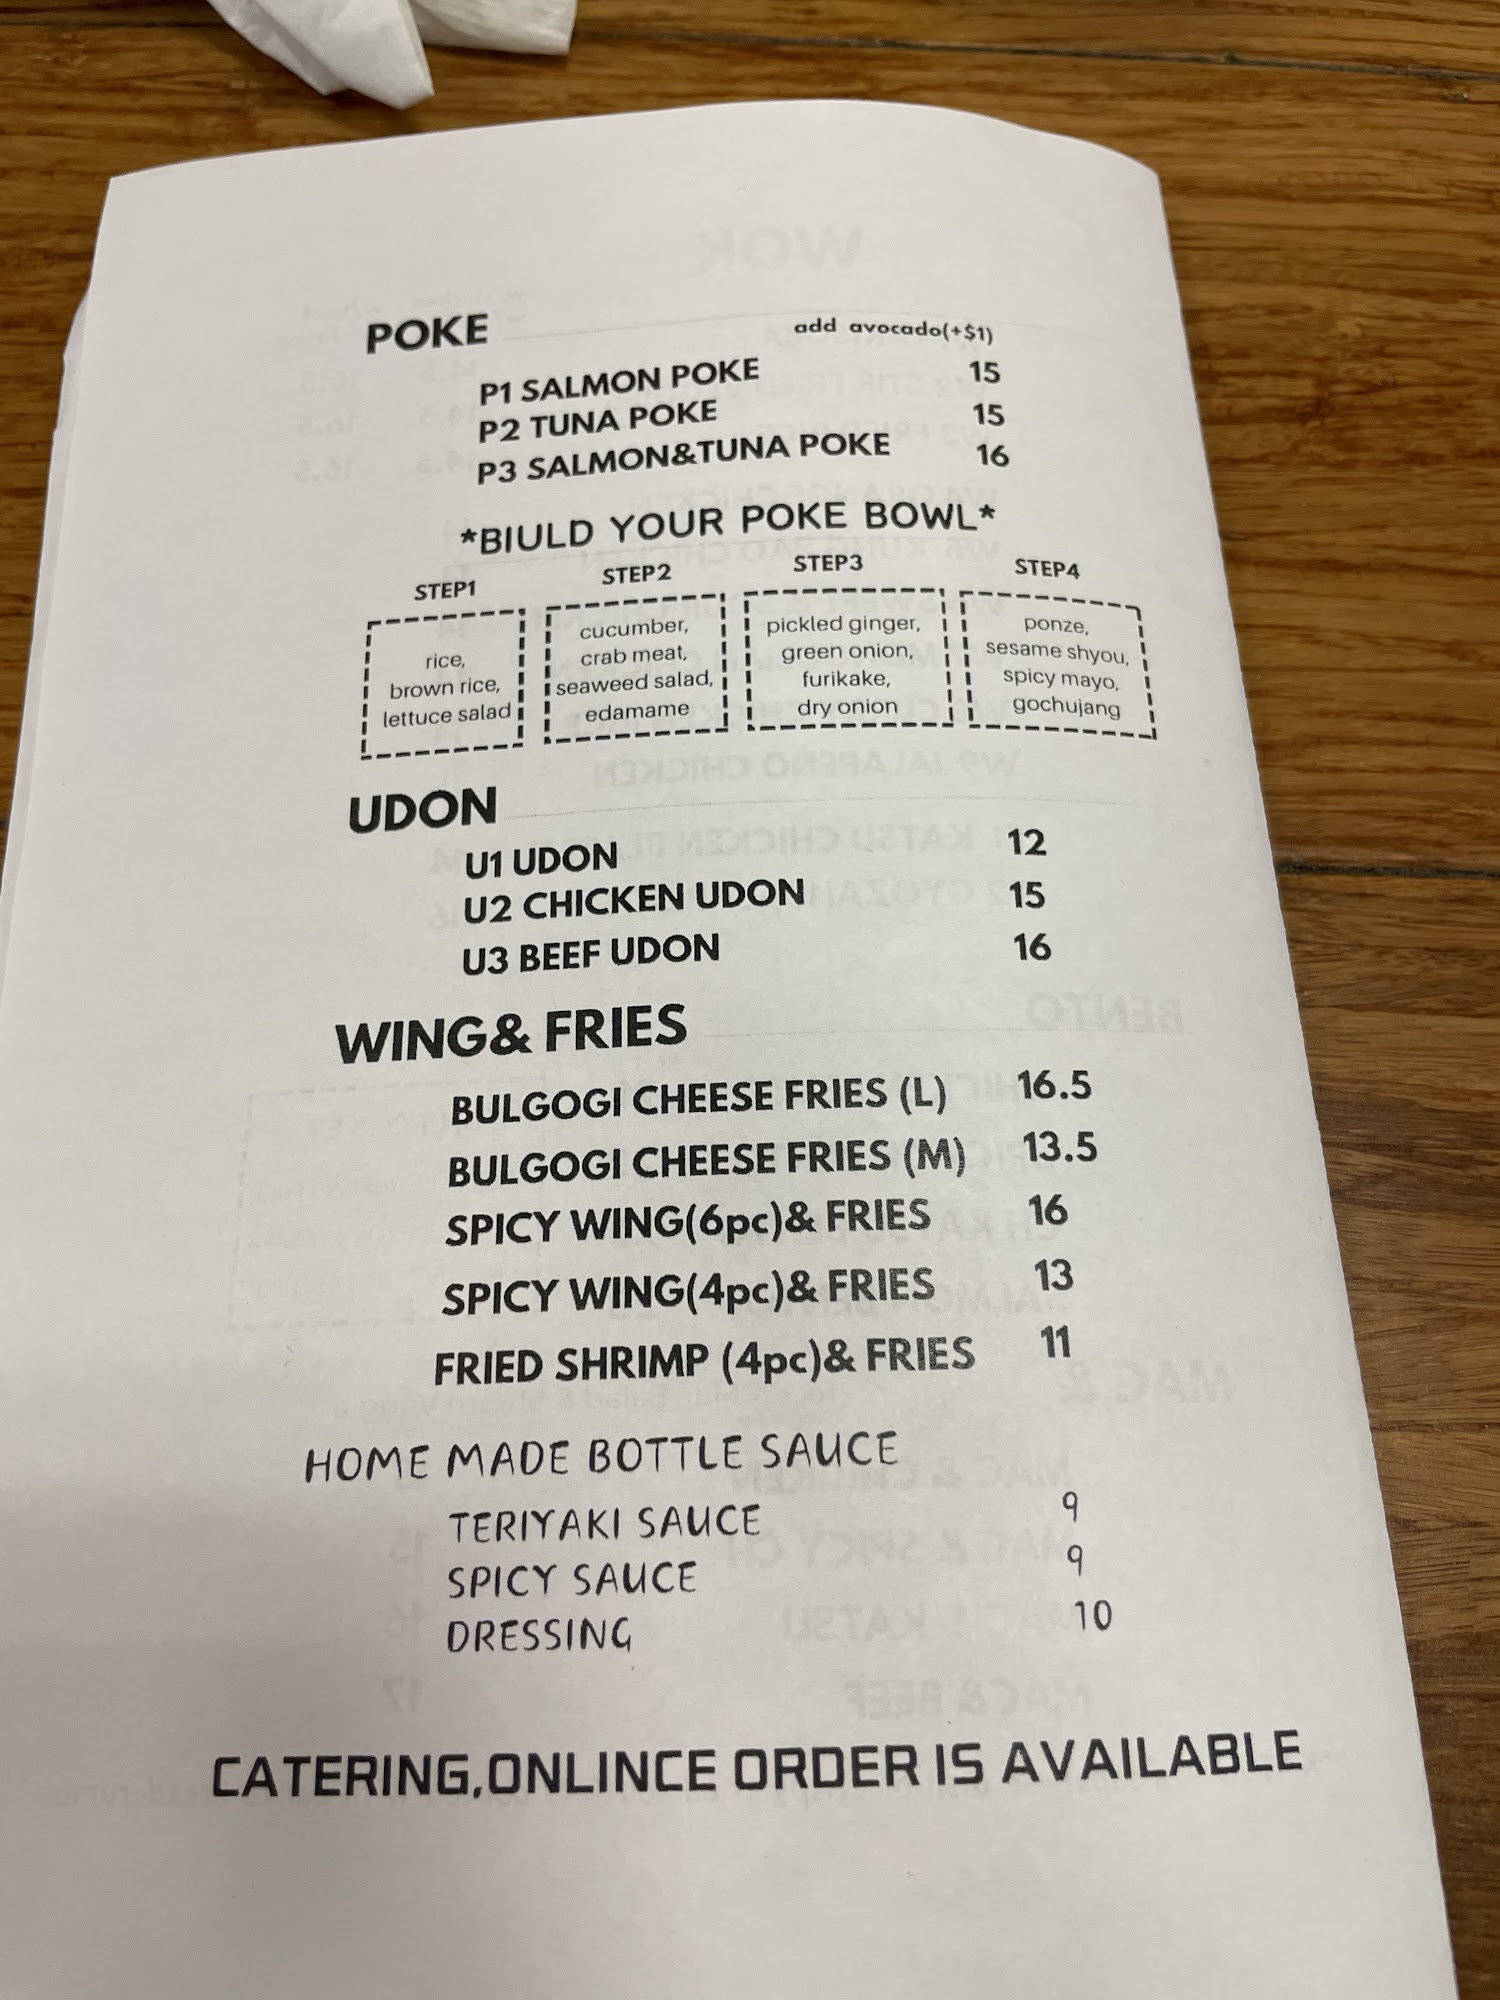 POKE add avocado(+$1)
P1 SALMON POKE 15
P2 TUNA POKE 15
P3 SALMON&TUNA POKE 16
*BIULD YOUR POKE BOWL*
STEP1 STEP2 STEP3 STEP4
rice,
brown rice,
lettuce salad
cucumber,
crab meat,
seaweed salad,
edamame
pickled ginger,
green onion,
furikake,
dry onion
ponze,
sesame shyou,
spicy mayo,
gochujang
UDON
U1 UDON 12
U2 CHICKEN UDON 15
U3 BEEF UDON 16
WING& FRIES
BULGOGI CHEESE FRIES (L) 16.5
BULGOGI CHEESE FRIES (M) 13.5
SPICY WING(6pc)& FRIES 16
SPICY WING(4pc)& FRIES 13
FRIED SHRIMP (4pc)& FRIES 11
HOME MADE BOTTLE SAUCE
TERIYAKI SAUCE 9
SPICY SAUCE 9
DRESSING 10
CATERING,ONLINCE ORDER IS AVAILABLE